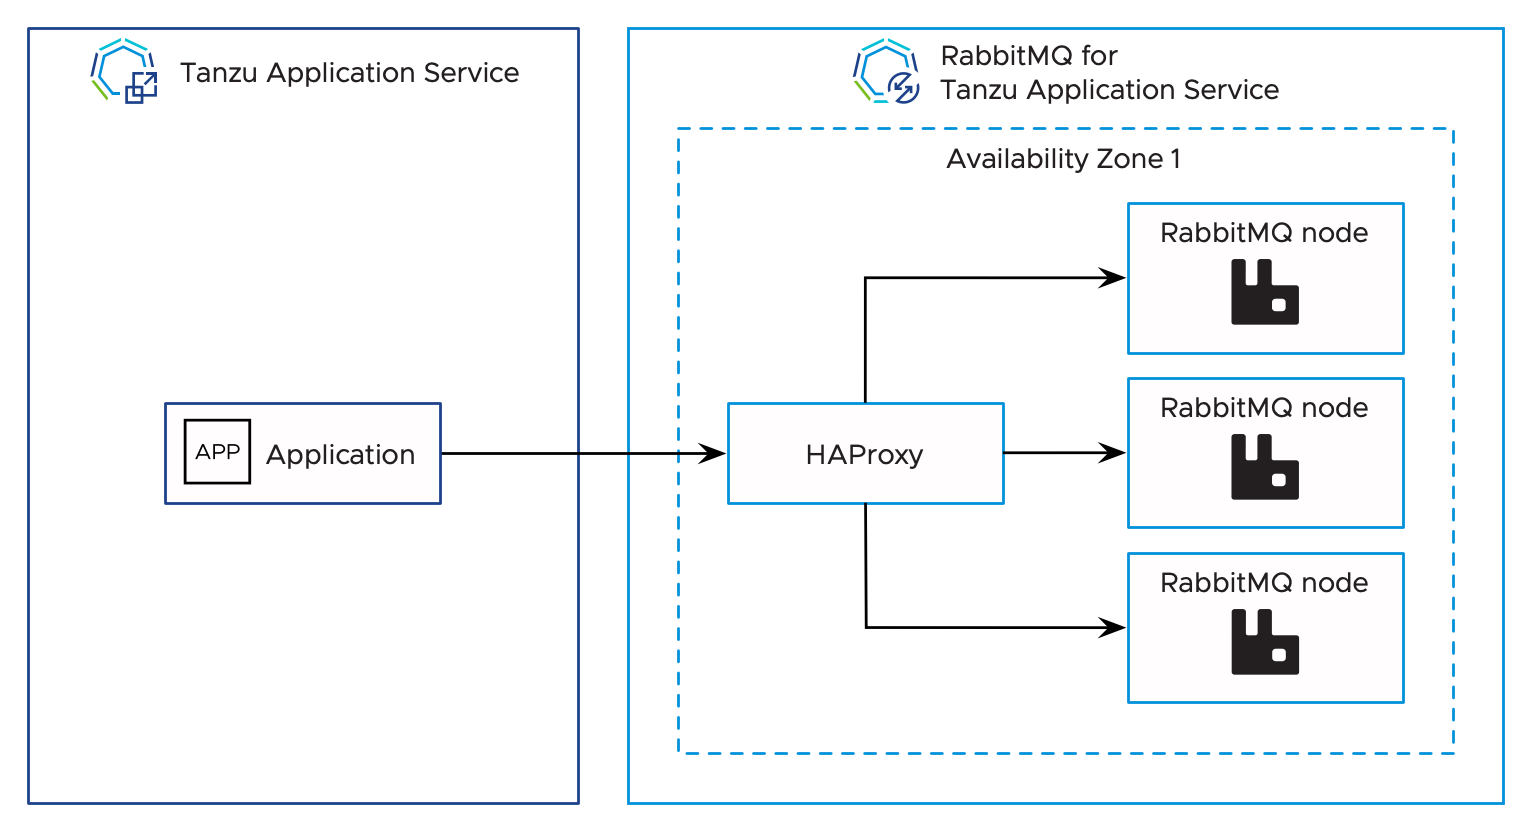 Tanzu Application Service
RabbitMQ for
Tanzu Application Service
Availability Zone 1
RabbitMQ node
RabbitMQ node
APP
Application
HAProxy
RabbitMQ node